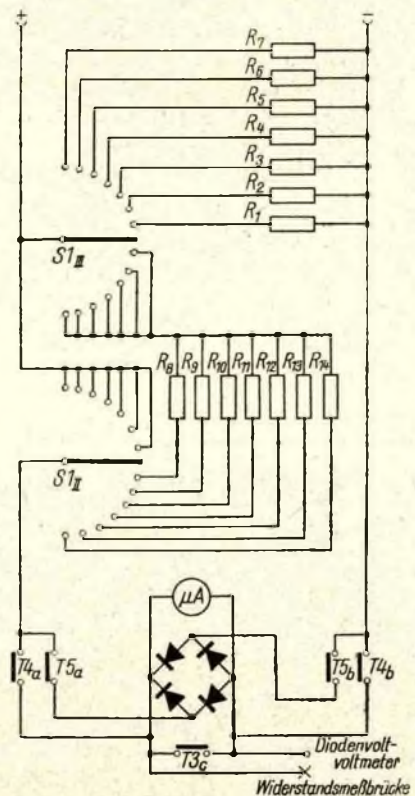 + −
R7
R6
R5
R4
R3
R2
R1
S1III
R8 R9 R10 R11 R12 R13 R14
S1II
µA
T4a T5a T5b T4b
T3c
Diodenvolt-
voltmeter
Widerstandsmeßbrücke